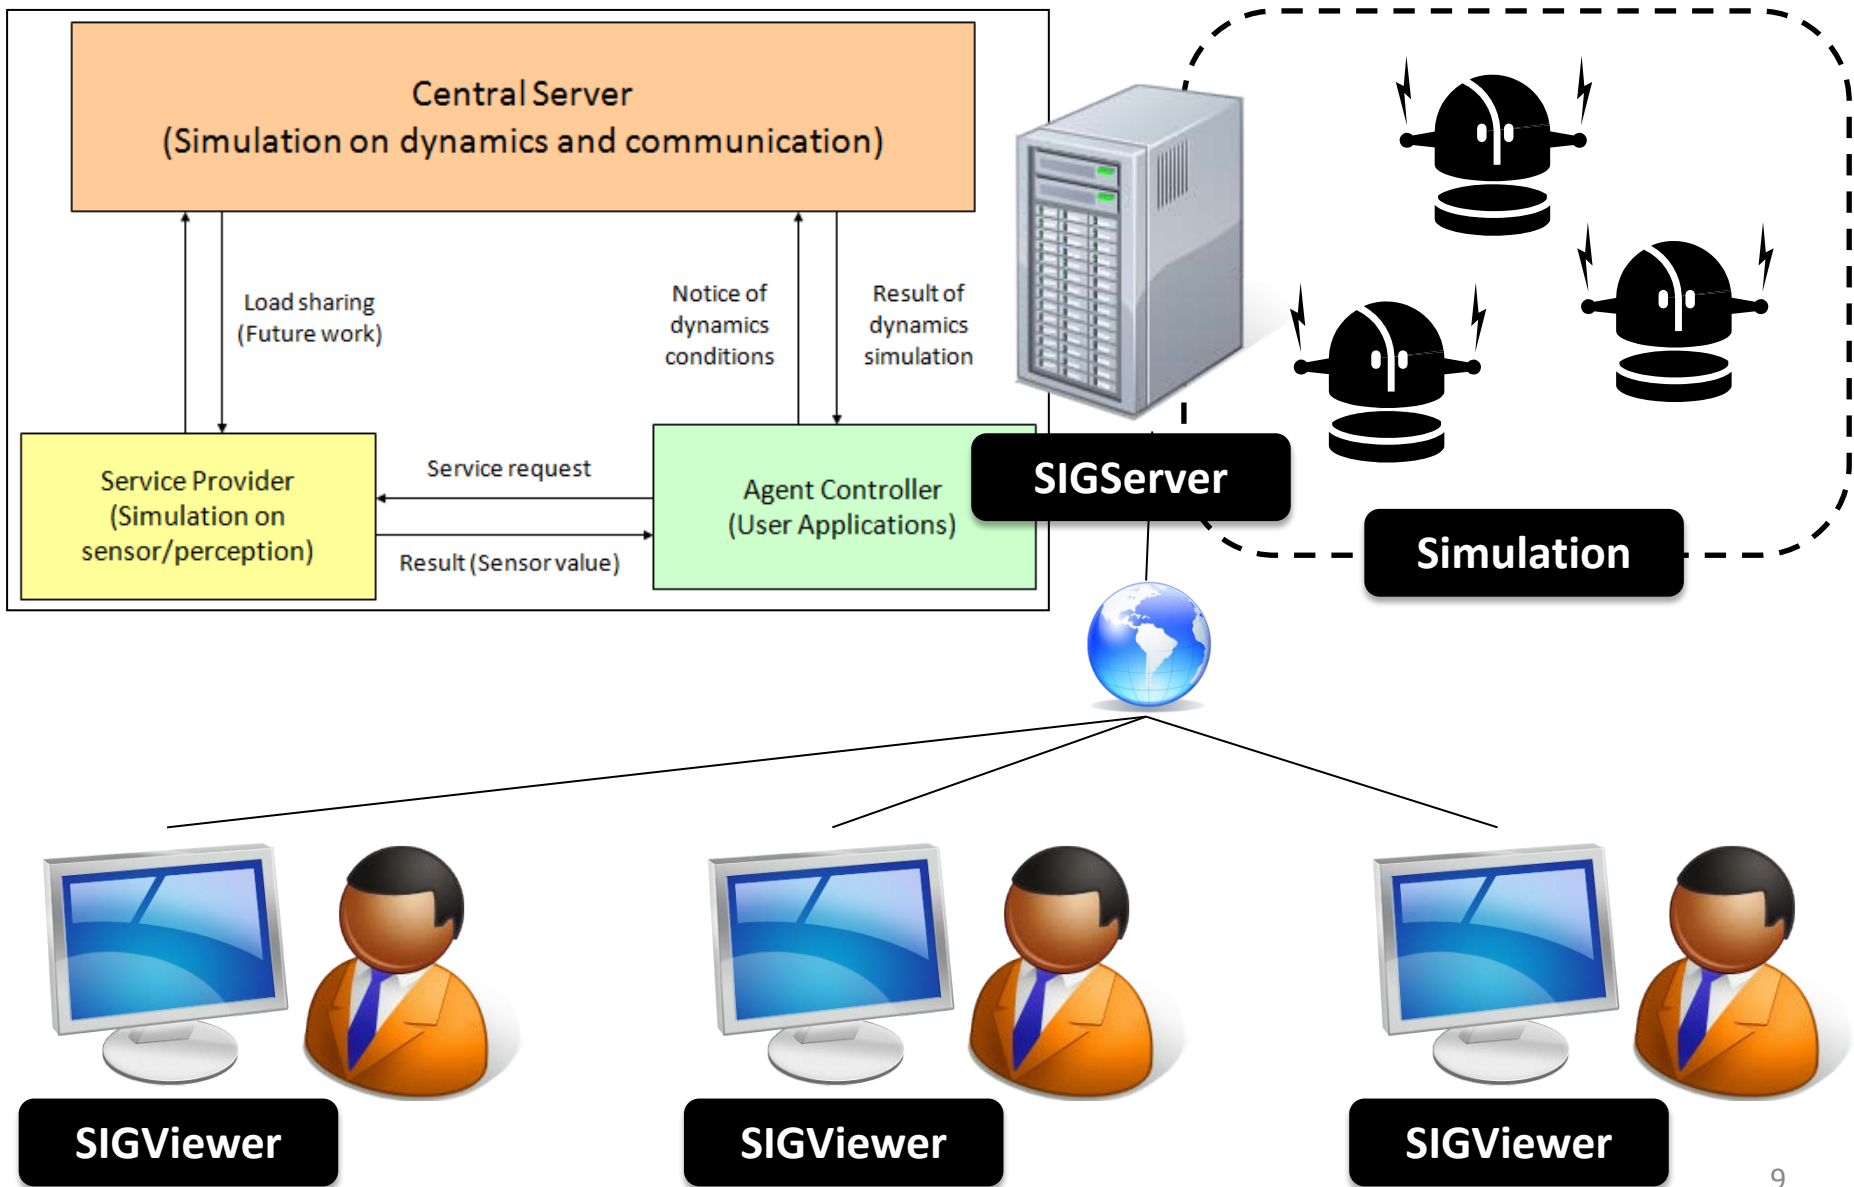 Central Server
(Simulation on dynamics and communication)
Load sharing
(Future work)
Notice of
dynamics
conditions
Result of
dynamics
simulation
Service Provider
(Simulation on
sensor/perception)
Service request
Result (Sensor value)
Agent Controller
(User Applications)
SIGServer
Simulation
SIGViewer
SIGViewer
SIGViewer
9